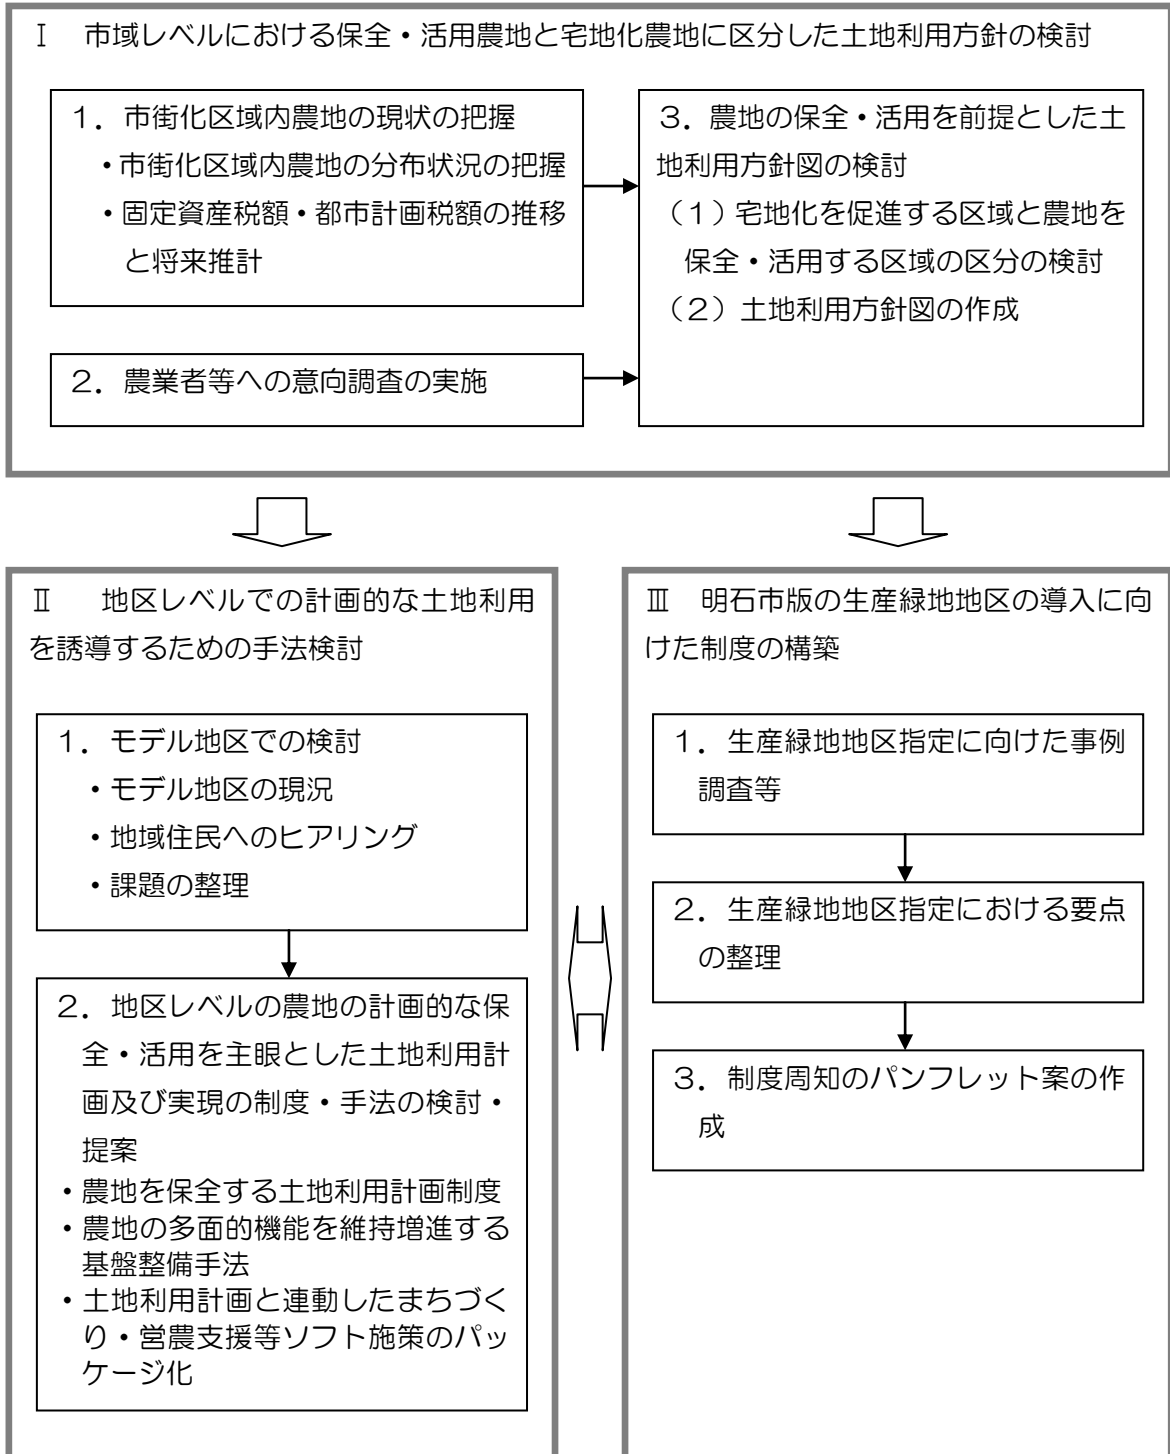 Ⅰ　市域レベルにおける保全・活用農地と宅地化農地に区分した土地利用方針の検討
１．市街化区域内農地の現状の把握
・市街化区域内農地の分布状況の把握
・固定資産税額・都市計画税額の推移
と将来推計
２．農業者等への意向調査の実施
３．農地の保全・活用を前提とした土
地利用方針図の検討
（１）宅地化を促進する区域と農地を
保全・活用する区域の区分の検討
（２）土地利用方針図の作成
Ⅱ　地区レベルでの計画的な土地利用
を誘導するための手法検討
１．モデル地区での検討
・モデル地区の現況
・地域住民へのヒアリング
・課題の整理
２．地区レベルの農地の計画的な保
全・活用を主眼とした土地利用計
画及び実現の制度・手法の検討・
提案
・農地を保全する土地利用計画制度
・農地の多面的機能を維持増進する
基盤整備手法
・土地利用計画と連動したまちづく
り・営農支援等ソフト施策のパッ
ケージ化
Ⅲ　明石市版の生産緑地地区の導入に向
けた制度の構築
１．生産緑地地区指定に向けた事例
調査等
２．生産緑地地区指定における要点
の整理
３．制度周知のパンフレット案の作
成